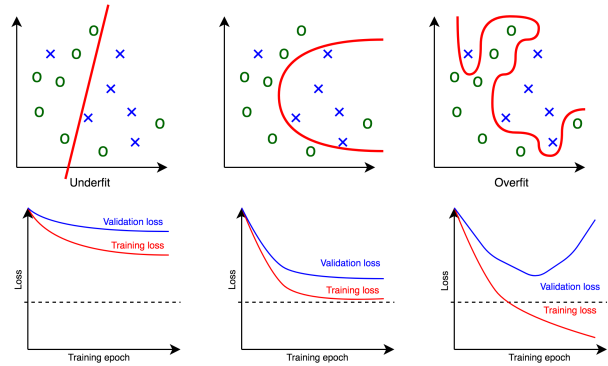 Underfit
Overfit
Validation loss
Training loss
Loss
Training epoch
Validation loss
Training loss
Loss
Training epoch
Validation loss
Training loss
Loss
Training epoch